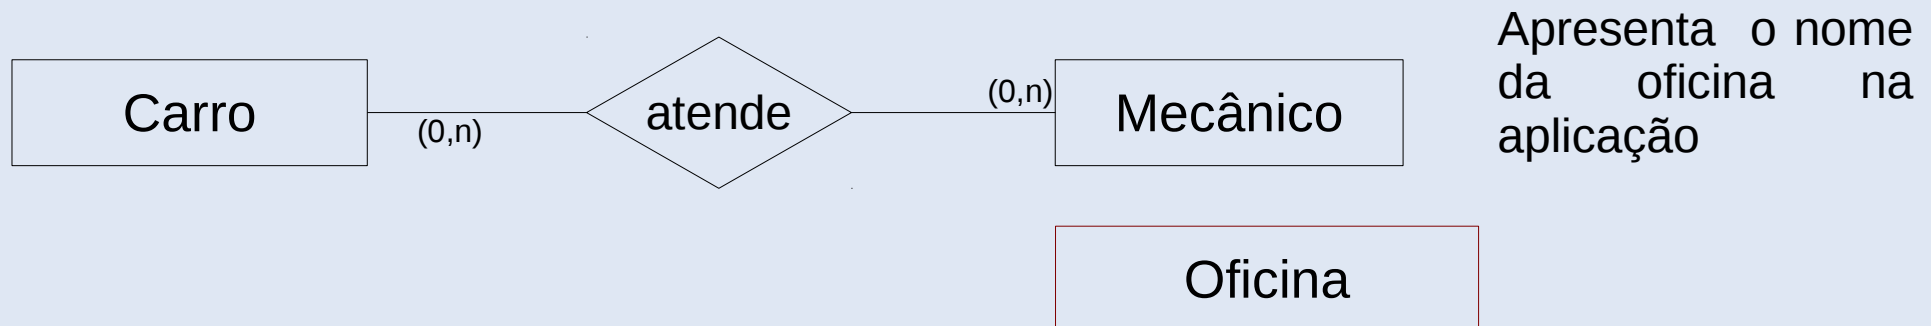 Apresenta o nome
da oficina na
aplicação
Carro
(0,n)
atende
(0,n)
Mecânico
Oficina